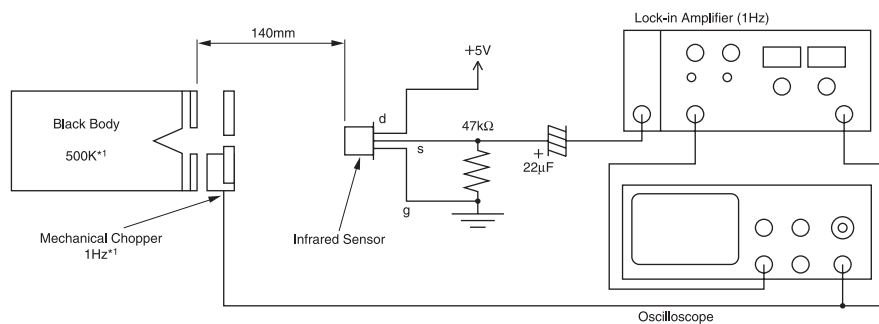 Lock-in Amplifier (1Hz)
140mm
+5V
Black Body
500K*1
d
47kΩ
s
+
22μF
g
Mechanical Chopper
1Hz*1
Infrared Sensor
Oscilloscope